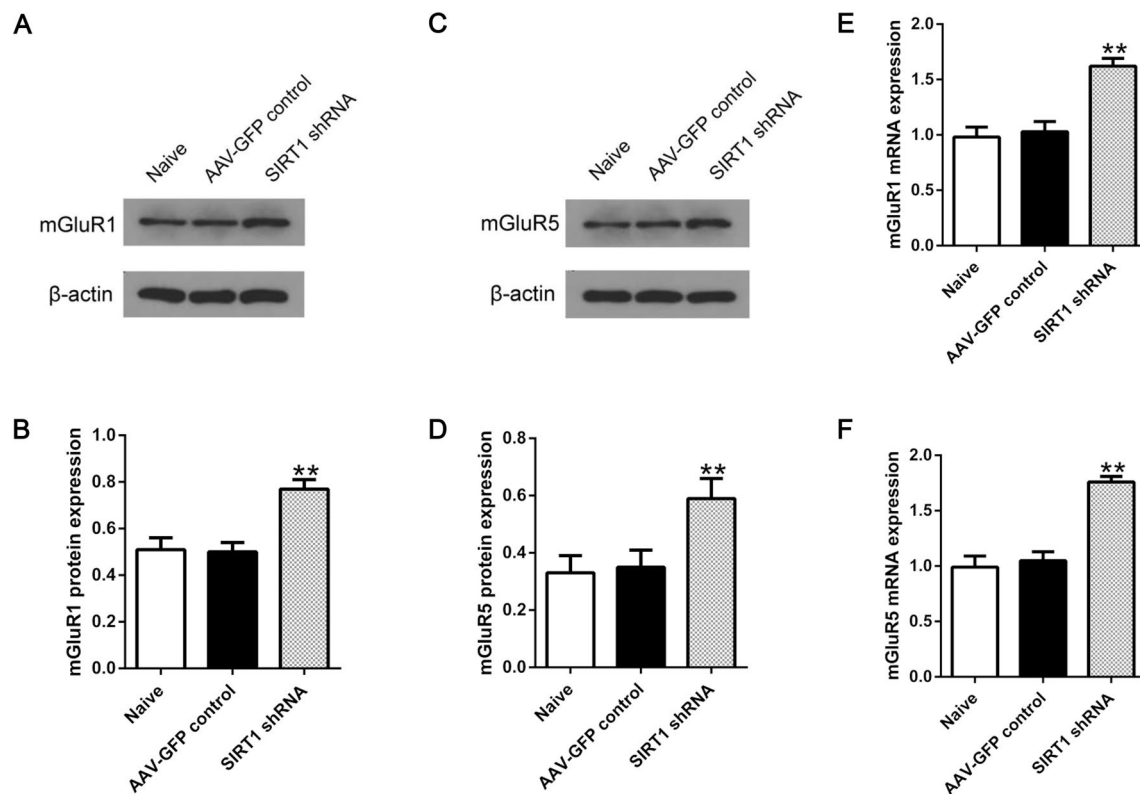 A
Naive
AAV-GFP control
SIRT1 shRNA
mGluR1
β-actin
B
mGluR1 protein expression
1.0
0.8
0.6
0.4
0.2
0.0
**
Naive
AAV-GFP control
SIRT1 shRNA
C
Naive
AAV-GFP control
SIRT1 shRNA
mGluR5
β-actin
D
mGluR5 protein expression
0.8
0.6
0.4
0.2
0.0
**
Naive
AAV-GFP control
SIRT1 shRNA
E
mGluR1 mRNA expression
2.0
1.5
1.0
0.5
0.0
**
Naive
AAV-GFP control
SIRT1 shRNA
F
mGluR5 mRNA expression
2.0
1.5
1.0
0.5
0.0
**
Naive
AAV-GFP control
SIRT1 shRNA